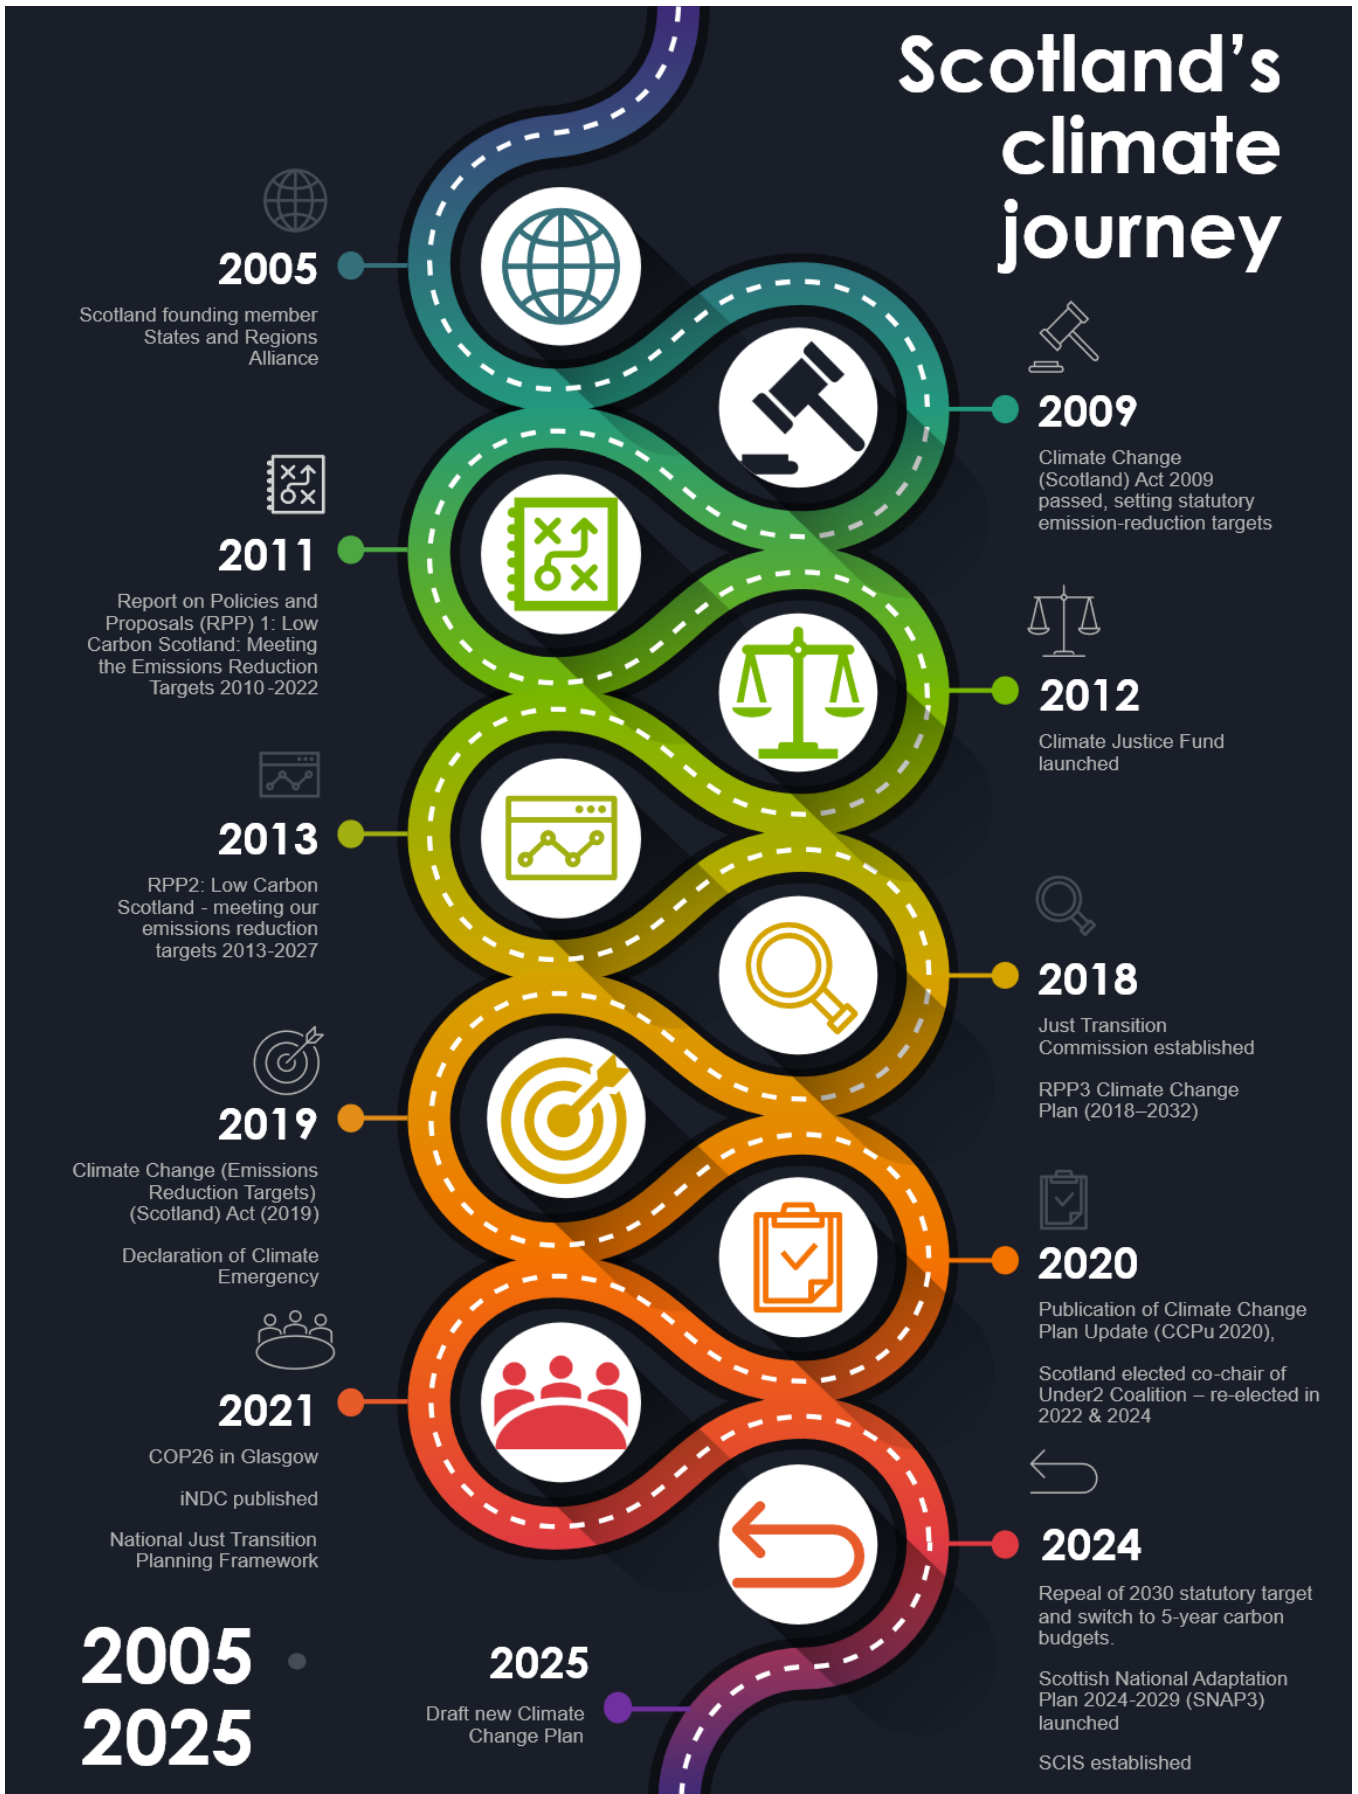 Scotland's
climate
journey
2005
Scotland founding member
States and Regions
Alliance
2009
Climate Change
(Scotland) Act 2009
passed, setting statutory
emission-reduction targets
2011
Report on Policies and
Proposals (RPP) 1: Low
Carbon Scotland: Meeting
the Emissions Reduction
Targets 2010-2022
2012
Climate Justice Fund
launched
2013
RPP2: Low Carbon
Scotland - meeting our
emissions reduction
targets 2013-2027
2018
Just Transition
Commission established
RPP3 Climate Change
Plan (2018–2032)
2019
Climate Change (Emissions
Reduction Targets)
(Scotland) Act (2019)
Declaration of Climate
Emergency
2020
Publication of Climate Change
Plan Update (CCPu 2020),
Scotland elected co-chair of
Under2 Coalition – re-elected in
2022 & 2024
2021
COP26 in Glasgow
iNDC published
National Just Transition
Planning Framework
2024
Repeal of 2030 statutory target
and switch to 5-year carbon
budgets.
Scottish National Adaptation
Plan 2024-2029 (SNAP3)
launched
SCIS established
2025
Draft new Climate
Change Plan
2005
2025